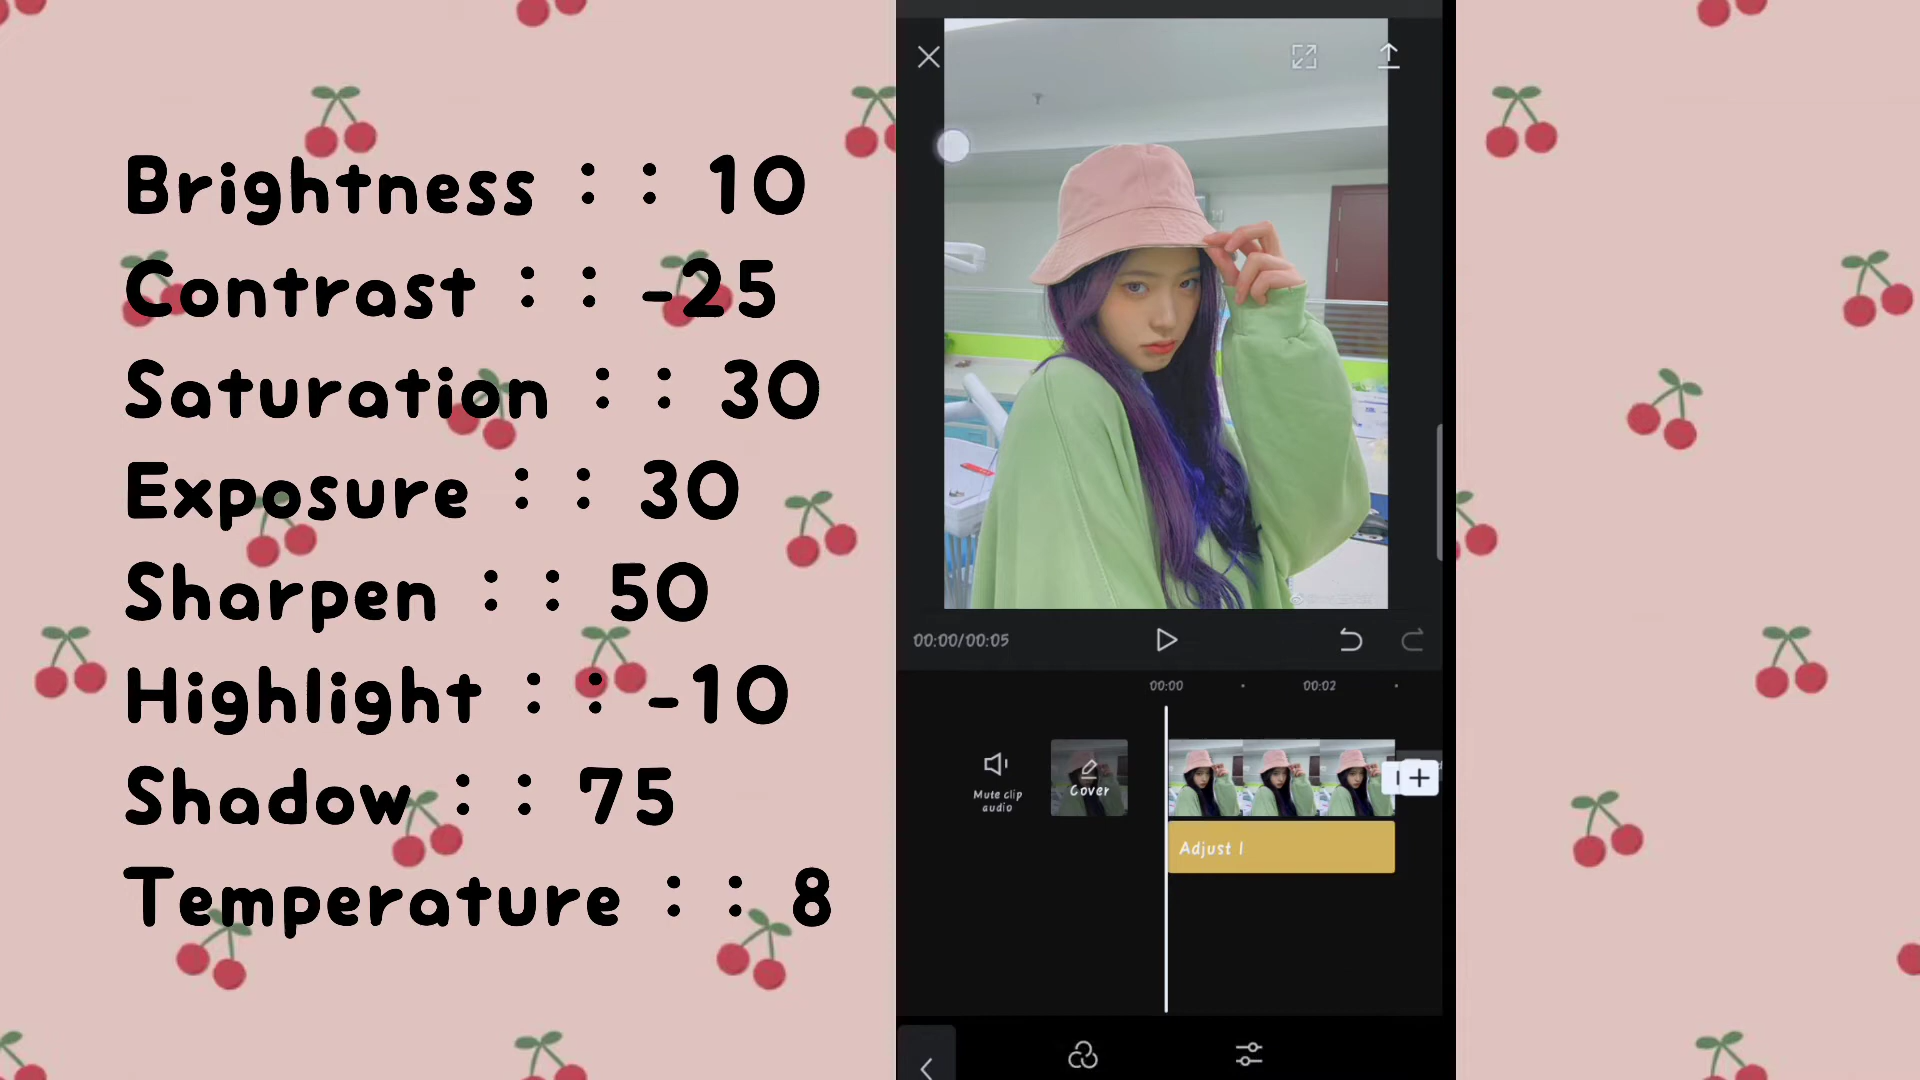 Brightness : : 10
Contrast : : -25
Saturation : : 30
Exposure : : 30
Sharpen : : 50
Highlight : : -10
Shadow : : 75
Temperature : : 8
00:00/00:05
00:00
00:02
Mute clip
audio
Cover
Adjust 1